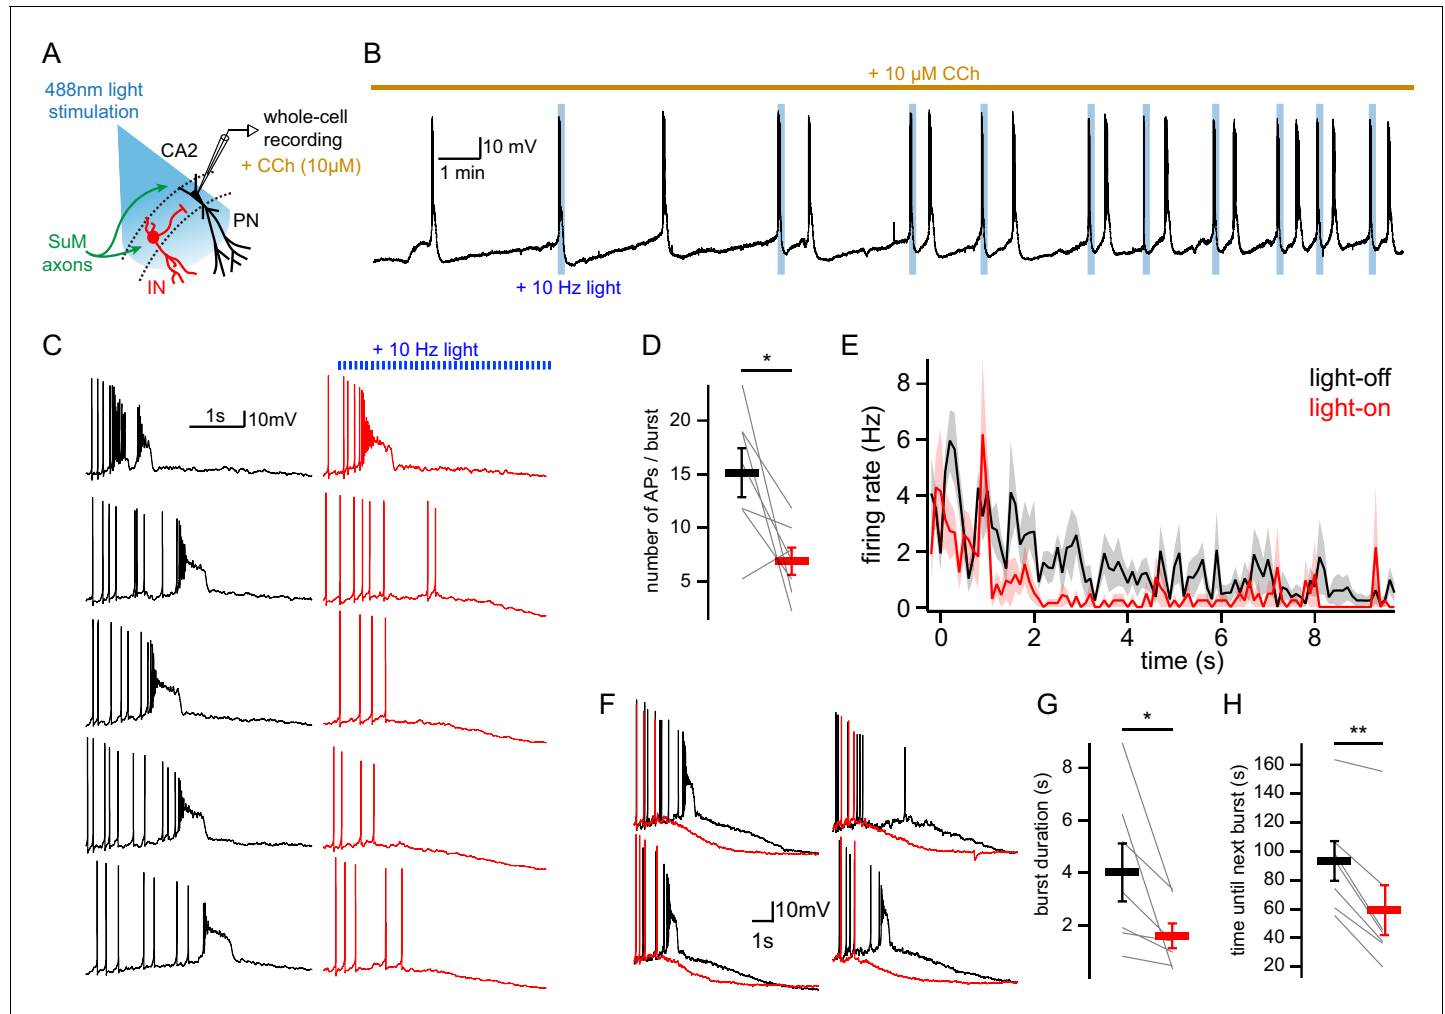 A
488nm light
stimulation
whole-cell
recording
+ CCh (10µM)
CA2
PN
SuM
axons
IN
B
+ 10 µM CCh
10 mV
1 min
+ 10 Hz light
C
+ 10 Hz light
1s
10mV
D
*
number of APs / burst
20
15
10
5
E
light-off
light-on
firing rate (Hz)
8
6
4
2
0
0
2
4
6
8
time (s)
F
10mV
1s
G
*
burst duration (s)
8
6
4
2
H
**
time until next burst (s)
160
140
120
100
80
60
40
20